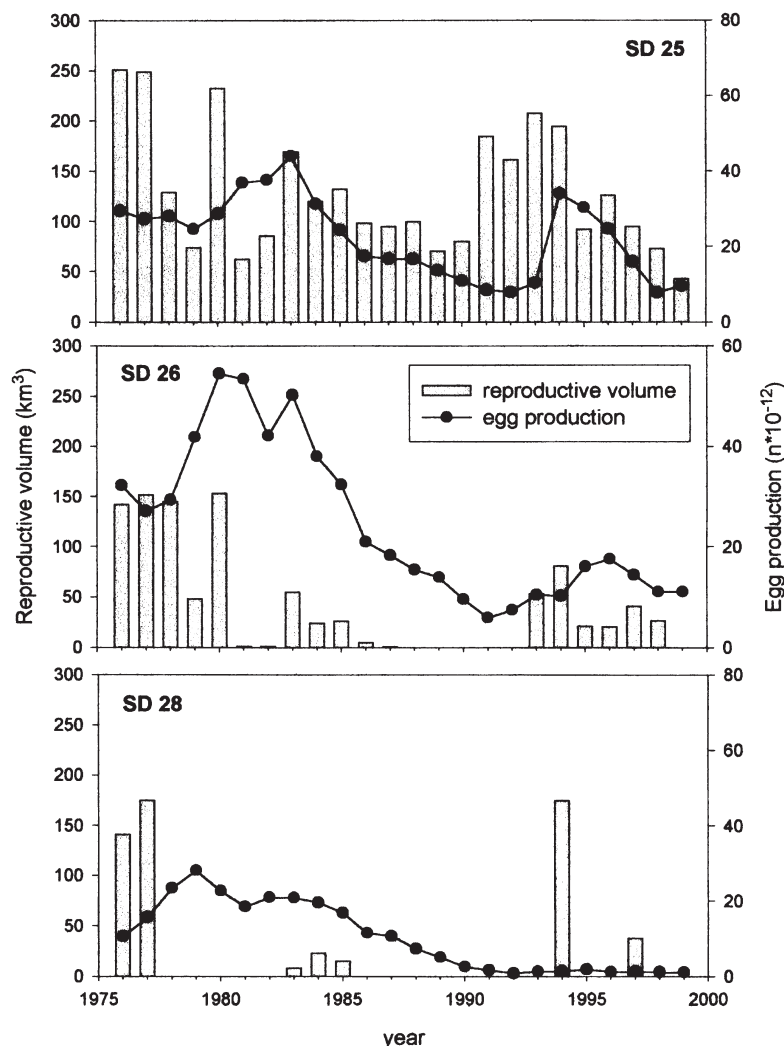 300 80
SD 25
250
60
200
150 40
100
20
50
0 0
300 60
SD 26
reproductive volume
egg production
250
200 40
150
100 20
50
0 0
Reproductive volume (km³)
Egg production (n*10⁻¹²)
300 80
SD 28
250
60
200
150 40
100
20
50
0 0
1975 1980 1985 1990 1995 2000
year